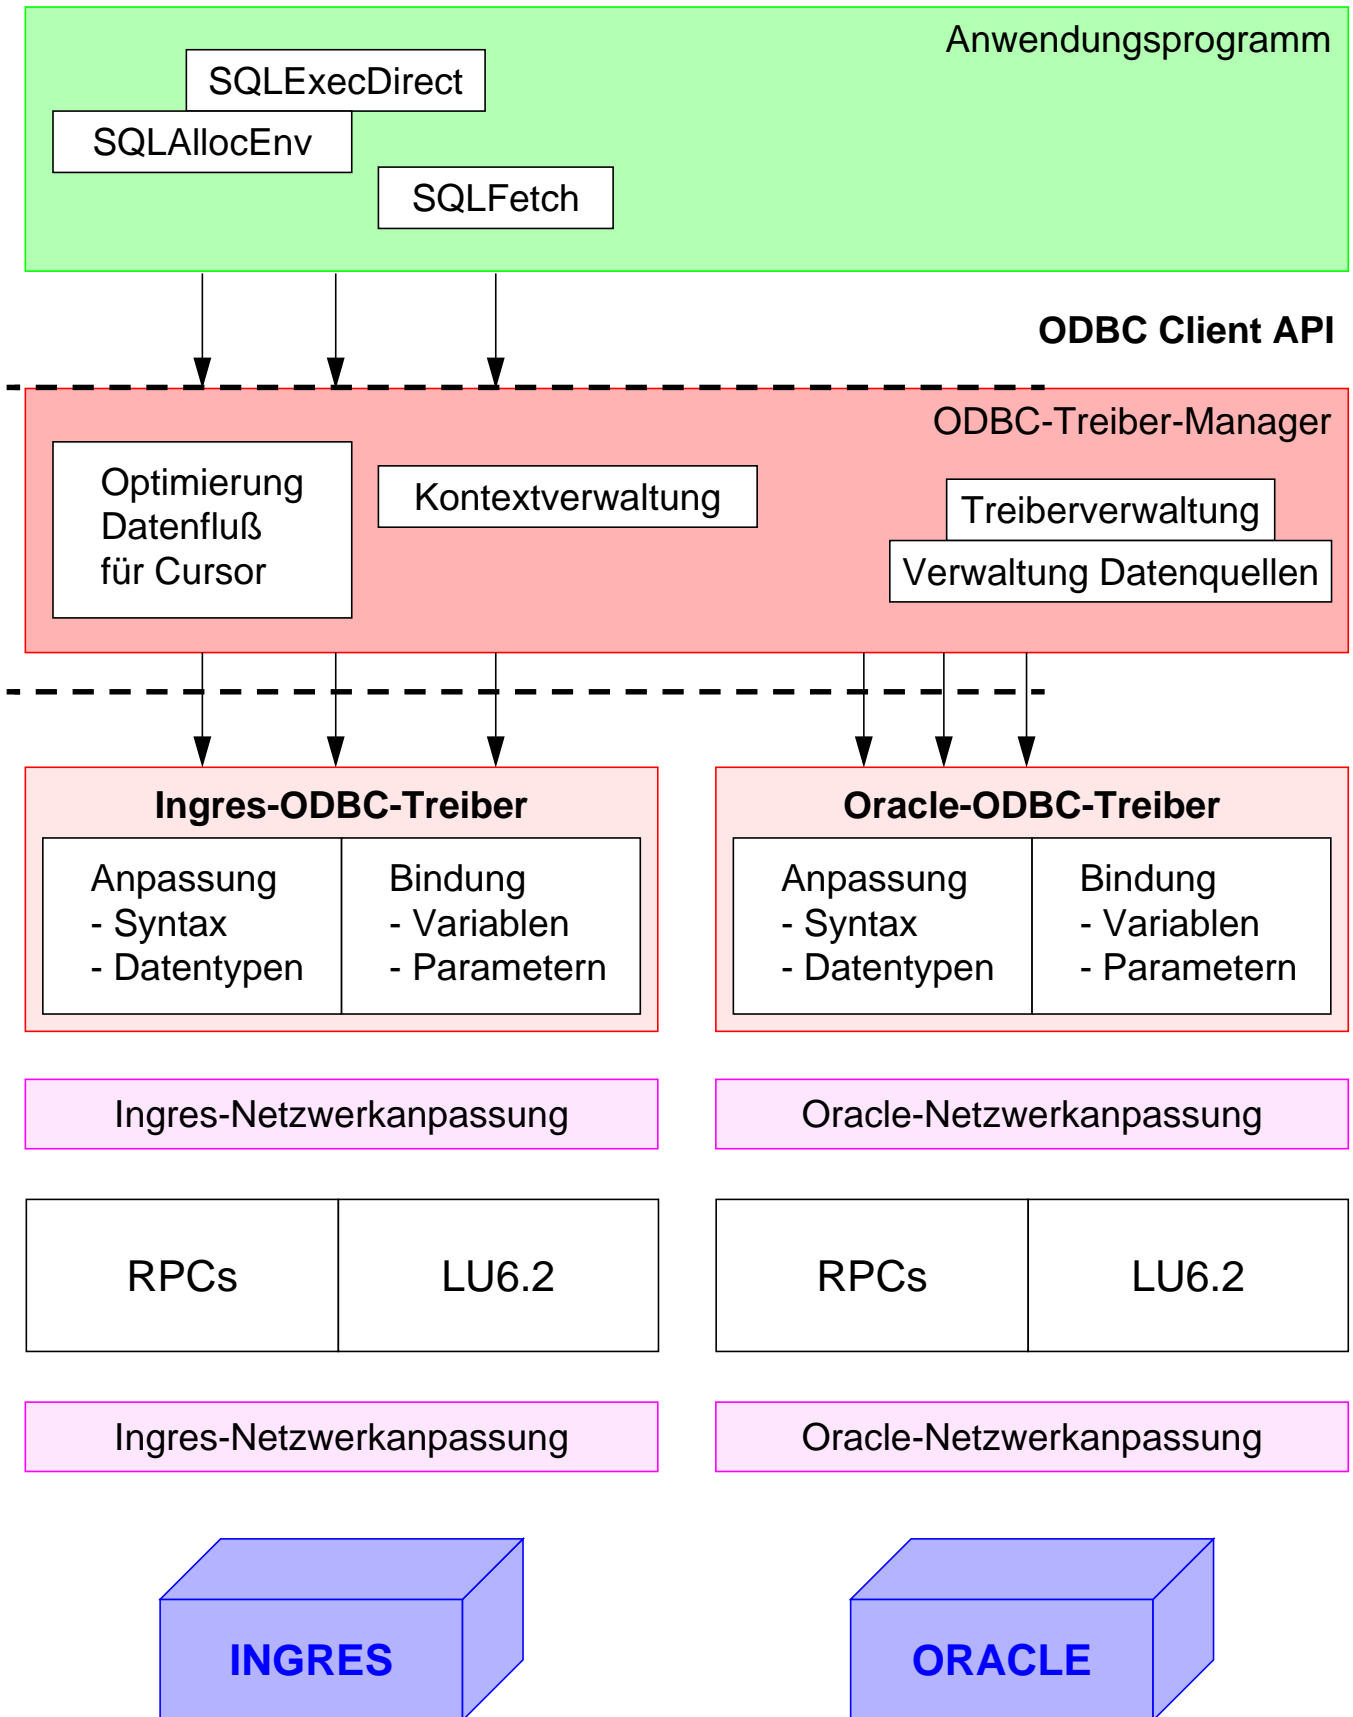 Anwendungsprogramm
SQLExecDirect
SQLAllocEnv
SQLFetch
ODBC Client API
ODBC-Treiber-Manager
Optimierung
Datenfluß
für Cursor
Kontextverwaltung
Treiberverwaltung
Verwaltung Datenquellen
Ingres-ODBC-Treiber
Anpassung
- Syntax
- Datentypen
Bindung
- Variablen
- Parametern
Oracle-ODBC-Treiber
Anpassung
- Syntax
- Datentypen
Bindung
- Variablen
- Parametern
Ingres-Netzwerkanpassung
Oracle-Netzwerkanpassung
RPCs
LU6.2
RPCs
LU6.2
Ingres-Netzwerkanpassung
Oracle-Netzwerkanpassung
INGRES
ORACLE